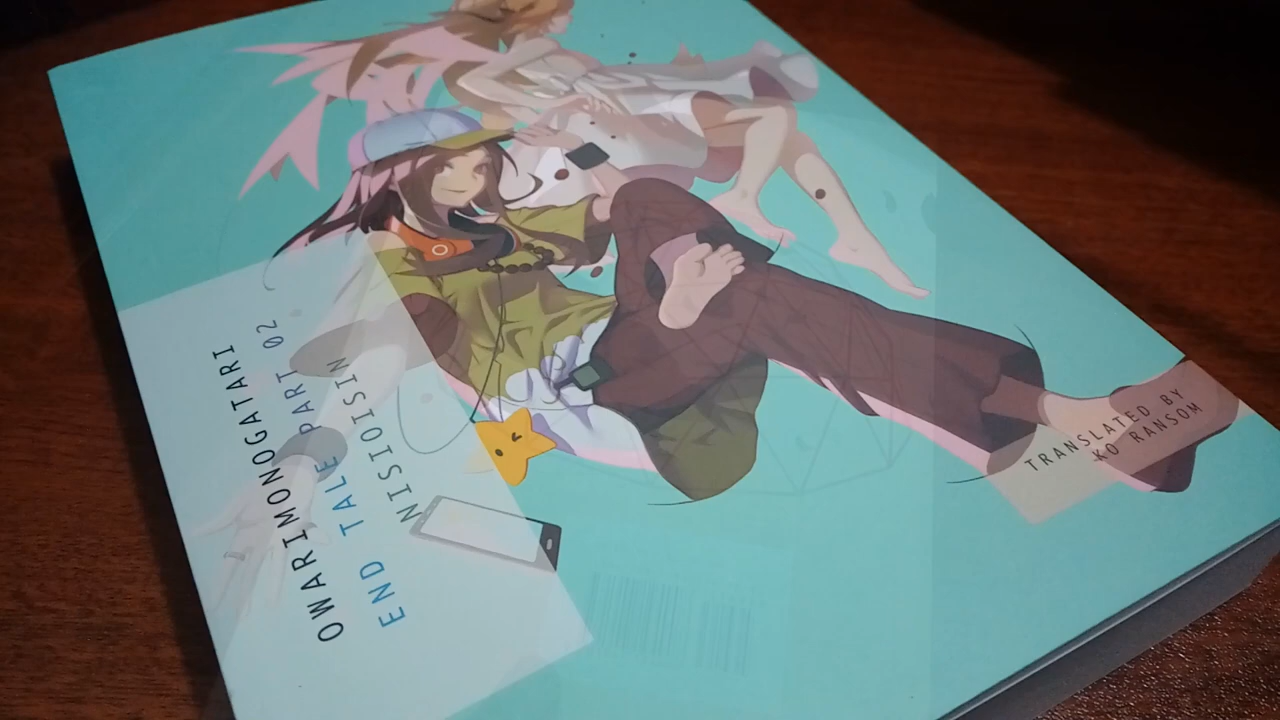 OWARIMONOGATARI
END TALE PART 02
NISIOISIN
TRANSLATED BY
KO RANSOM